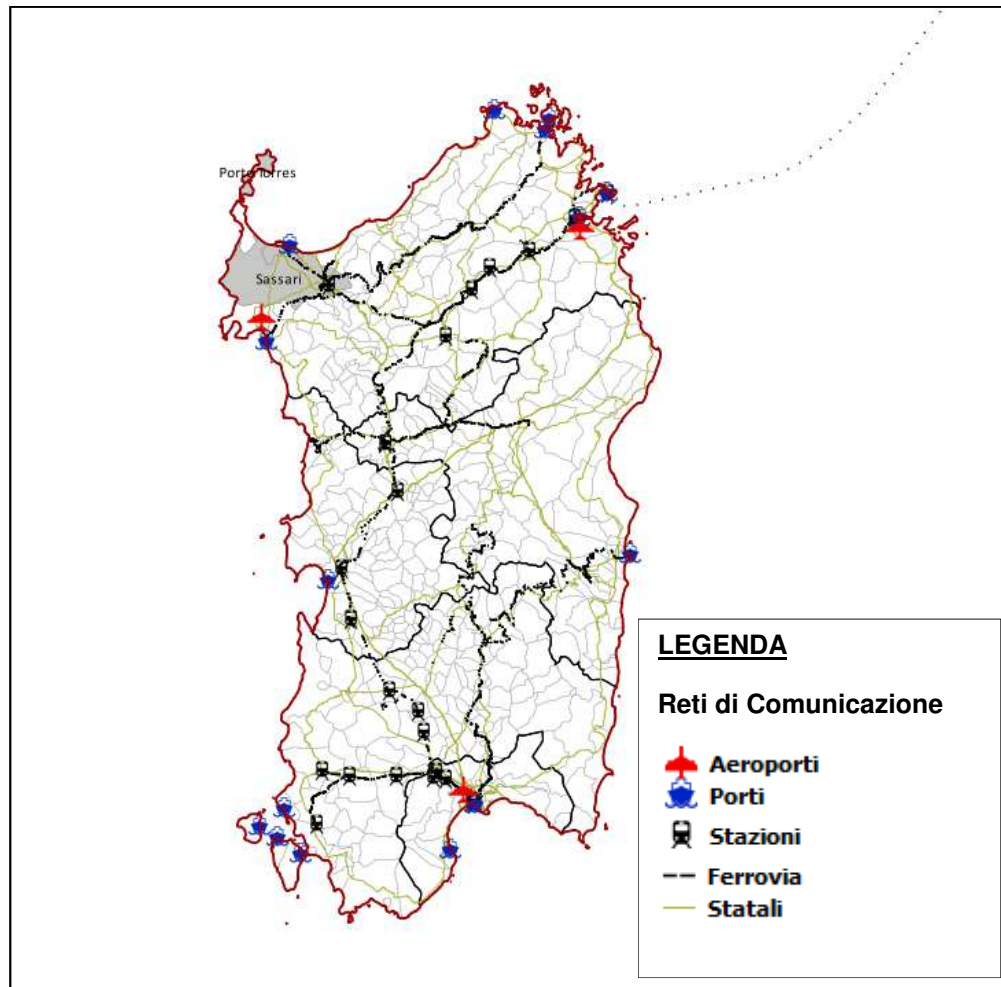 Porto Torres
Sassari
LEGENDA
Reti di Comunicazione
Aeroporti
Porti
Stazioni
Ferrovia
Statali